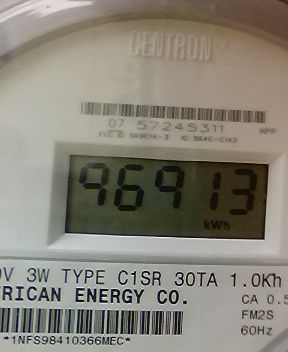 CENTRON
07 57245311
96913
kWh
V 3W TYPE C1SR 30TA 1.0Kh
RICAN ENERGY CO.
CA 0.5
FM2S
60Hz
*1NFS98410366MEC*